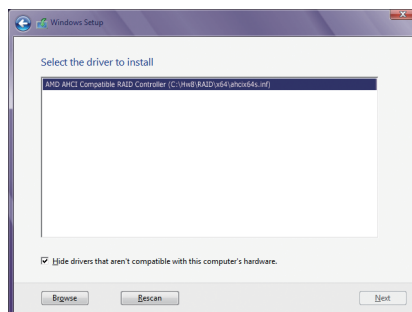 Windows Setup
Select the driver to install
AMD AHCI Compatible RAID Controller (C:\Hw8\RAID\x64\ahcix64s.inf)
Hide drivers that aren't compatible with this computer's hardware.
Browse Rescan Next